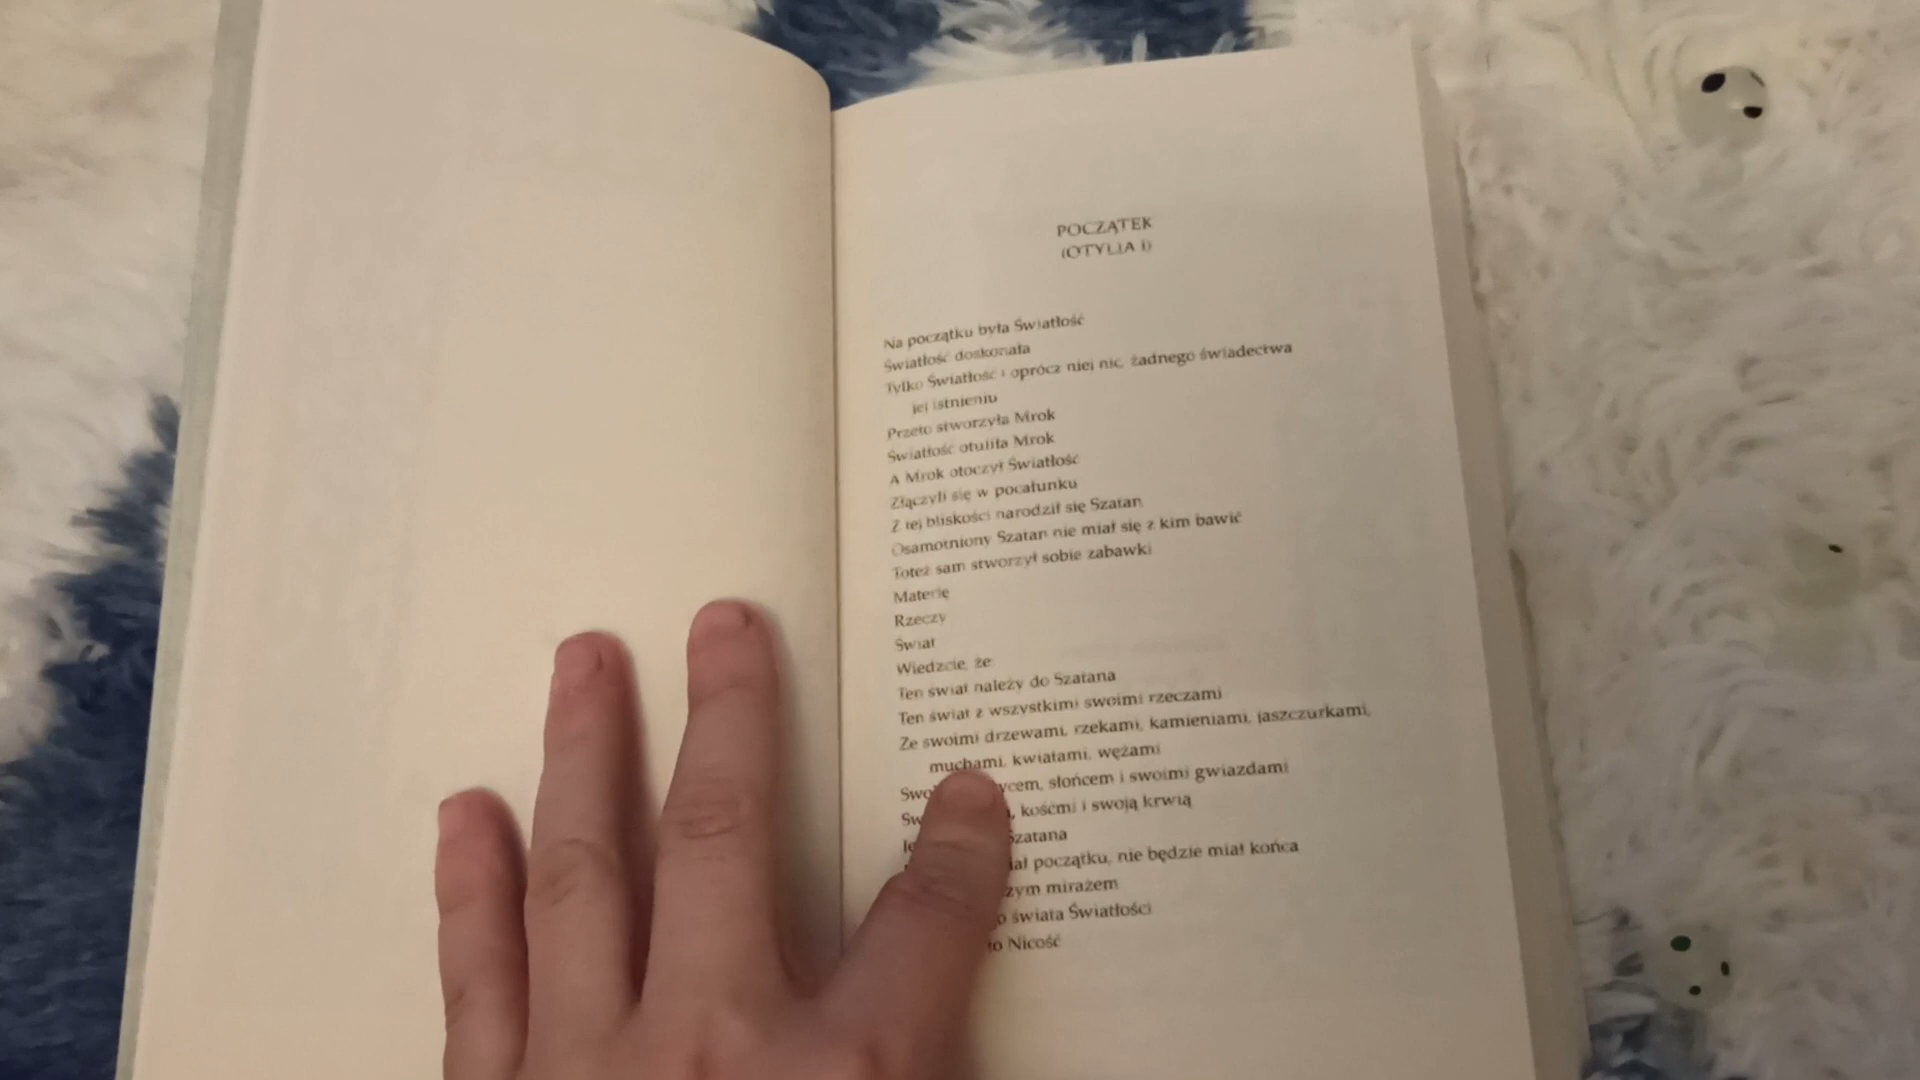 POCZĄTEK
(OTYLIA I)
Na początku była Światłość
Światłość doskonała
Tylko Światłość i oprócz niej nic, żadnego świadectwa
jej istnieniu
Przeto stworzyła Mrok
Światłość otuliła Mrok
A Mrok otoczył Światłość
Złączyli się w pocałunku
Z tej bliskości narodził się Szatan
Osamotniony Szatan nie miał się z kim bawić
Toteż sam stworzył sobie zabawki
Materię
Rzeczy
Świat
Wiedzcie, że:
Ten świat należy do Szatana
Ten świat z wszystkimi swoimi rzeczami
Ze swoimi drzewami, rzekami, kamieniami, jaszczurkami,
muchami, kwiatami, wężami
słońcem i swoimi gwiazdami
kośćmi i swoją krwią
Szatana
początku, nie będzie miał końca
mirażem
świata Światłości
to Nicość